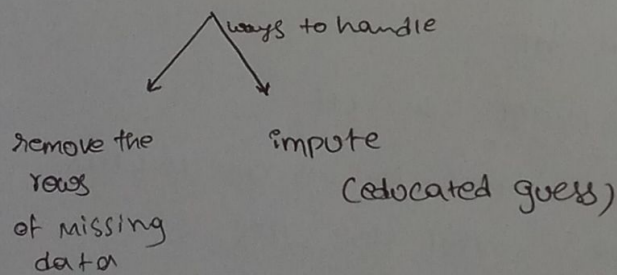 ways to handle
remove the
rows
of missing
data
impute
(educated guess)